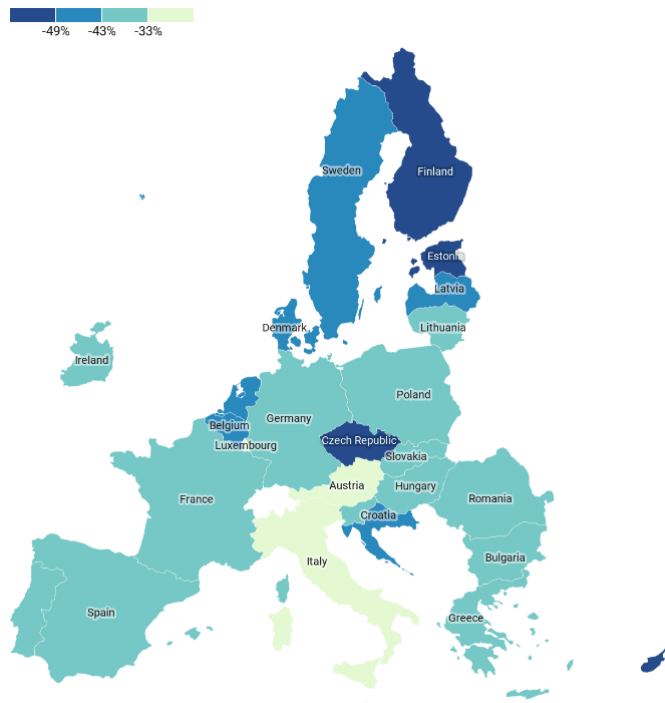 -49% -43% -33%
Sweden
Finland
Estonia
Latvia
Denmark
Lithuania
Ireland
Poland
Germany
Belgium
Czech Republic
Luxembourg
Slovakia
Austria
Hungary
France
Romania
Croatia
Bulgaria
Italy
Spain
Greece